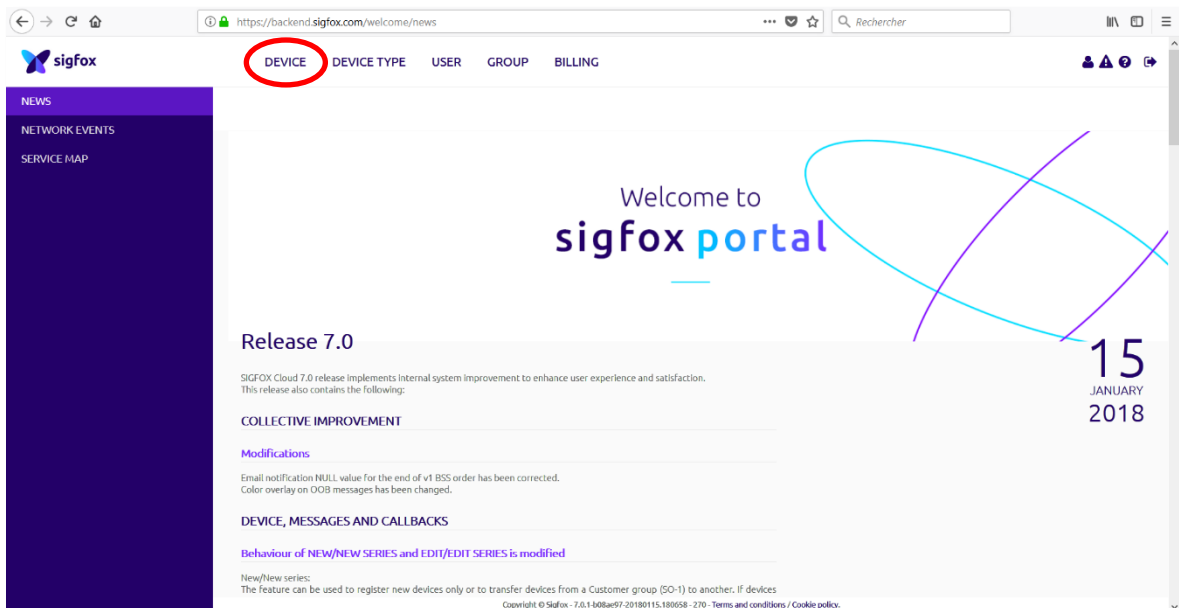 https://backend.sigfox.com/welcome/news
Rechercher
sigfox
DEVICE
DEVICE TYPE
USER
GROUP
BILLING
NEWS
NETWORK EVENTS
SERVICE MAP
Welcome to
sigfox portal
Release 7.0
15
JANUARY
2018
SIGFOX Cloud 7.0 release implements internal system improvement to enhance user experience and satisfaction.
This release also contains the following:
COLLECTIVE IMPROVEMENT
Modifications
Email notification NULL value for the end of v1 BSS order has been corrected.
Color overlay on OOB messages has been changed.
DEVICE, MESSAGES AND CALLBACKS
Behaviour of NEW/NEW SERIES and EDIT/EDIT SERIES is modified
New/New series:
The feature can be used to register new devices only or to transfer devices from a Customer group (SO-1) to another. If devices
Copyright © Sigfox - 7.0.1-b08ae97-20180115.180658 - 270 - Terms and conditions / Cookie policy.